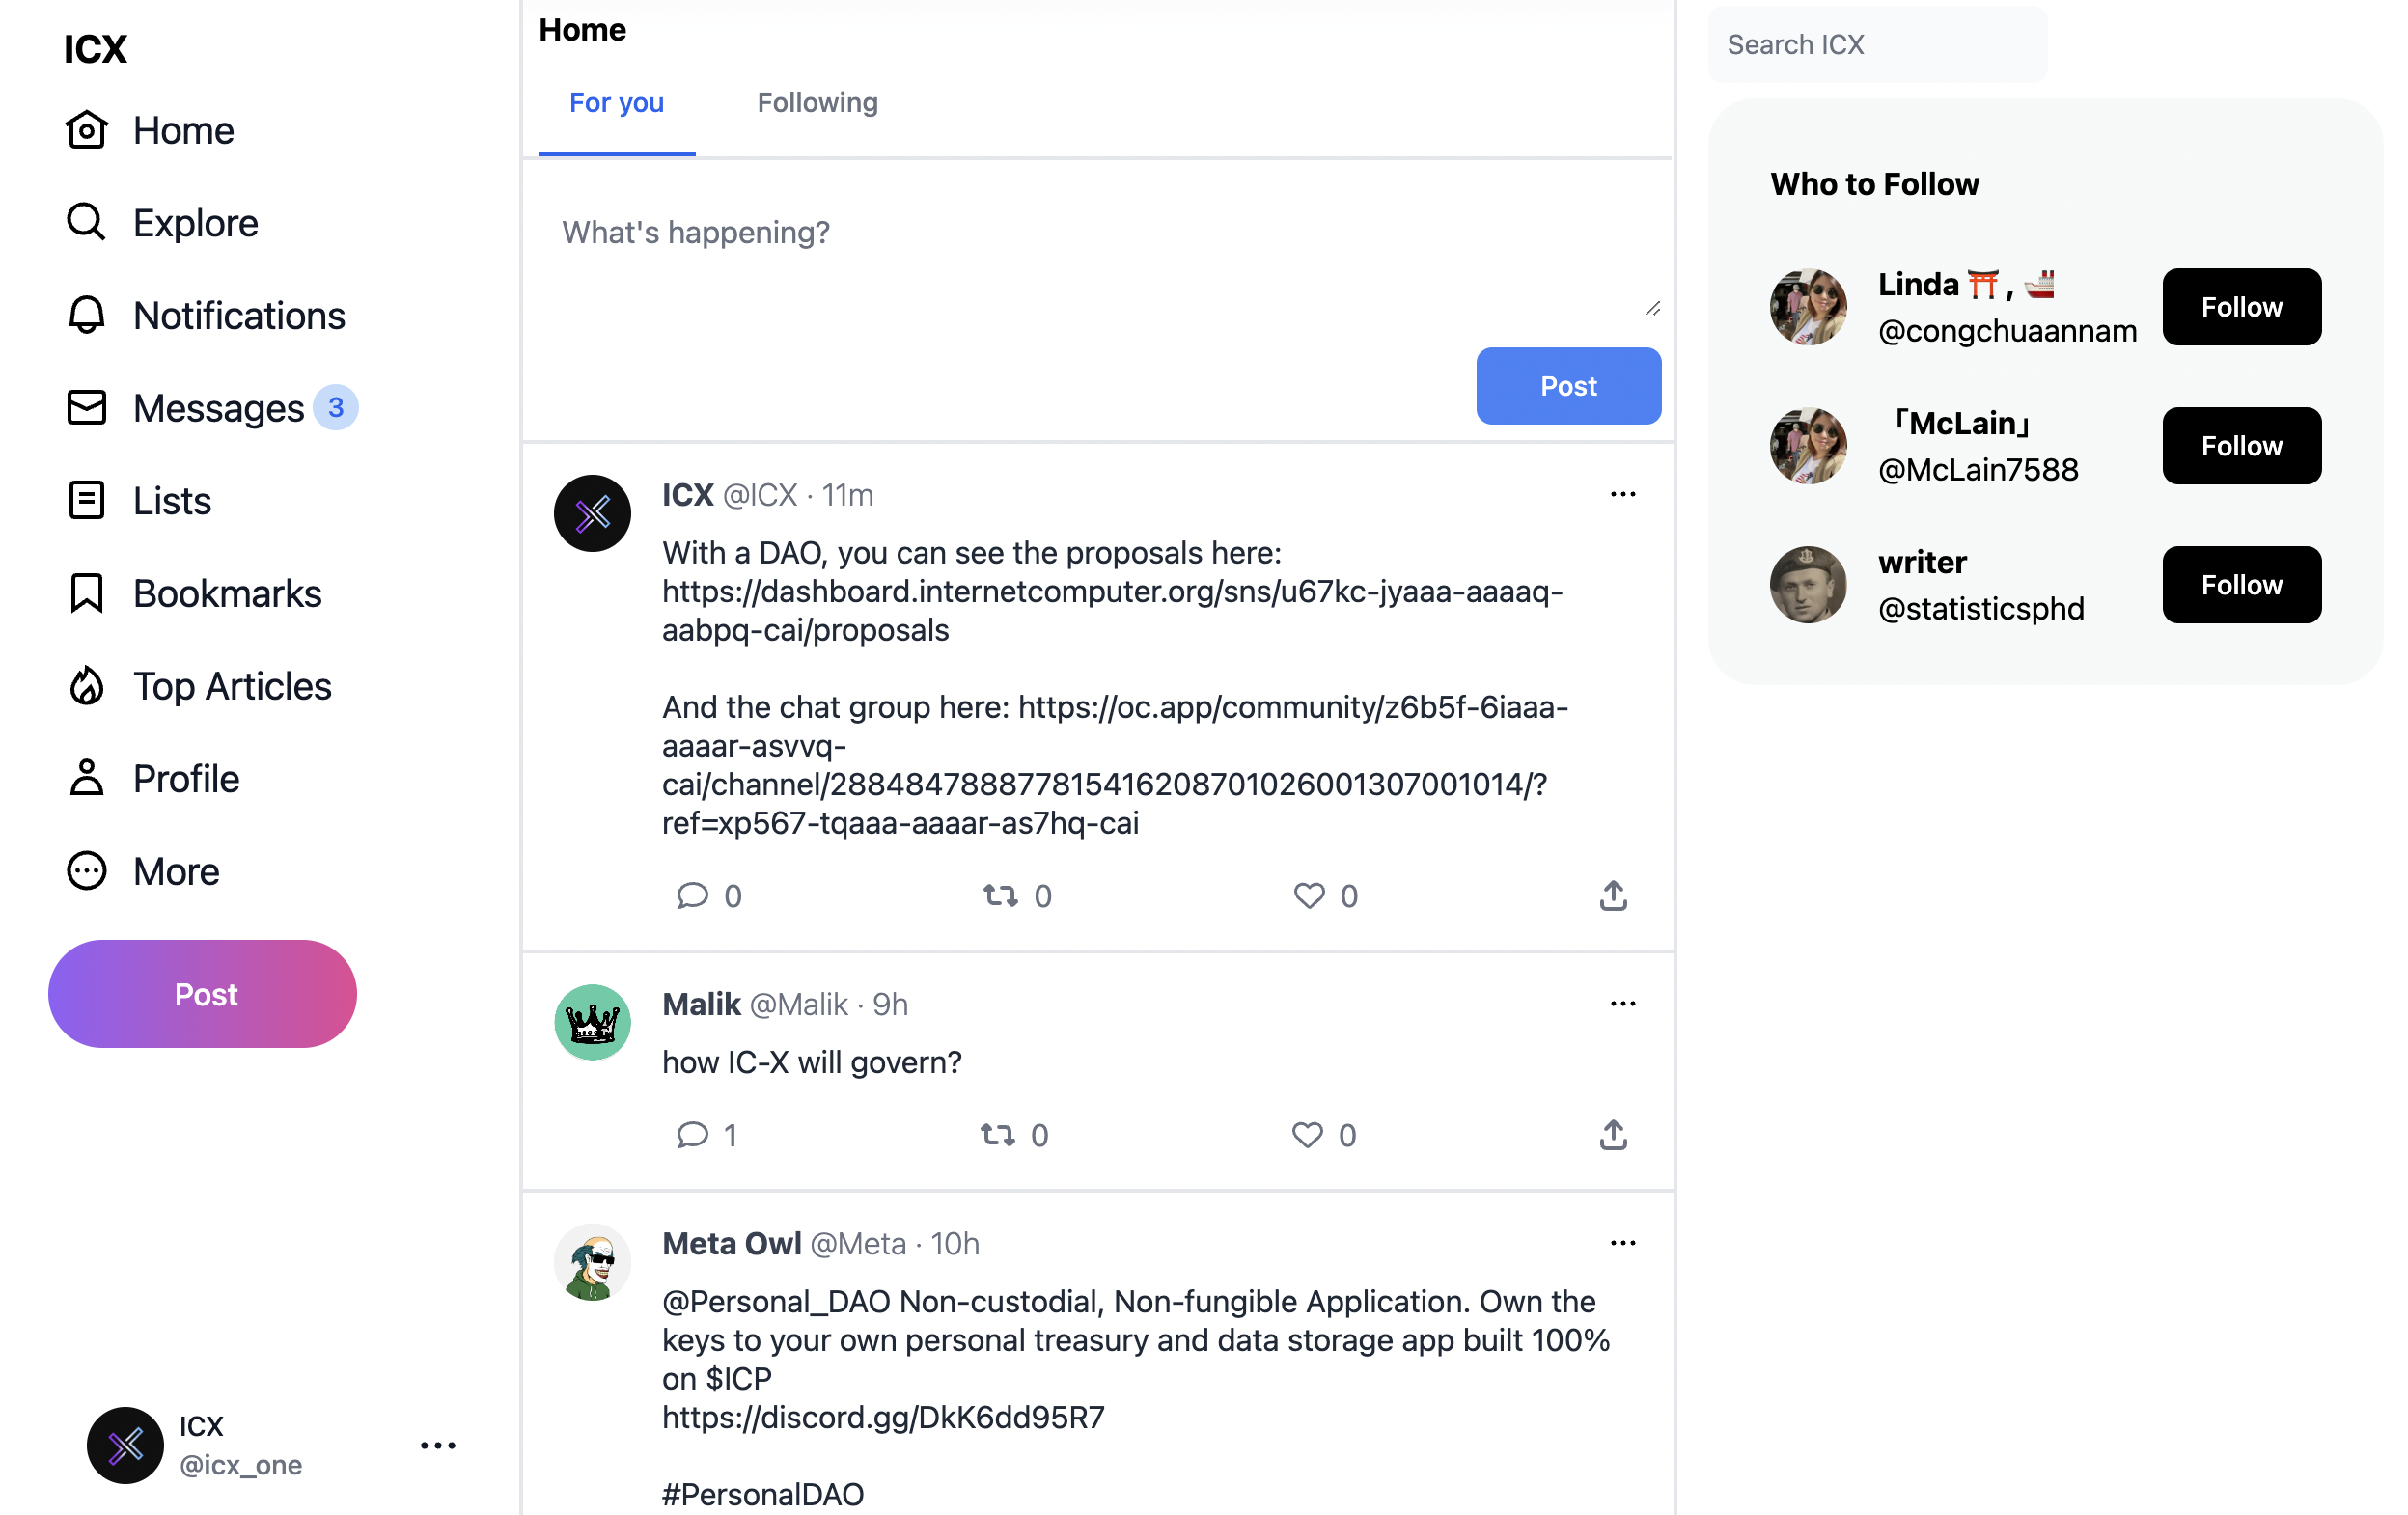 ICX
Home
Explore
Notifications
Messages 3
Lists
Bookmarks
Top Articles
Profile
More
Post
ICX
@icx_one
Home
For you Following
What's happening?
Post
ICX @ICX · 11m
With a DAO, you can see the proposals here:
https://dashboard.internetcomputer.org/sns/u67kc-jyaaa-aaaaq-
aabpq-cai/proposals
And the chat group here: https://oc.app/community/z6b5f-6iaaa-
aaaar-asvvq-
cai/channel/288484788877815416208701026001307001014/?
ref=xp567-tqaaa-aaaar-as7hq-cai
0 0 0
Malik @Malik · 9h
how IC-X will govern?
1 0 0
Meta Owl @Meta · 10h
@Personal_DAO Non-custodial, Non-fungible Application. Own the
keys to your own personal treasury and data storage app built 100%
on $ICP
https://discord.gg/DkK6dd95R7
#PersonalDAO
Search ICX
Who to Follow
Linda ⛩️, 🚢
@congchuaannam
Follow
「McLain」
@McLain7588
Follow
writer
@statisticsphd
Follow